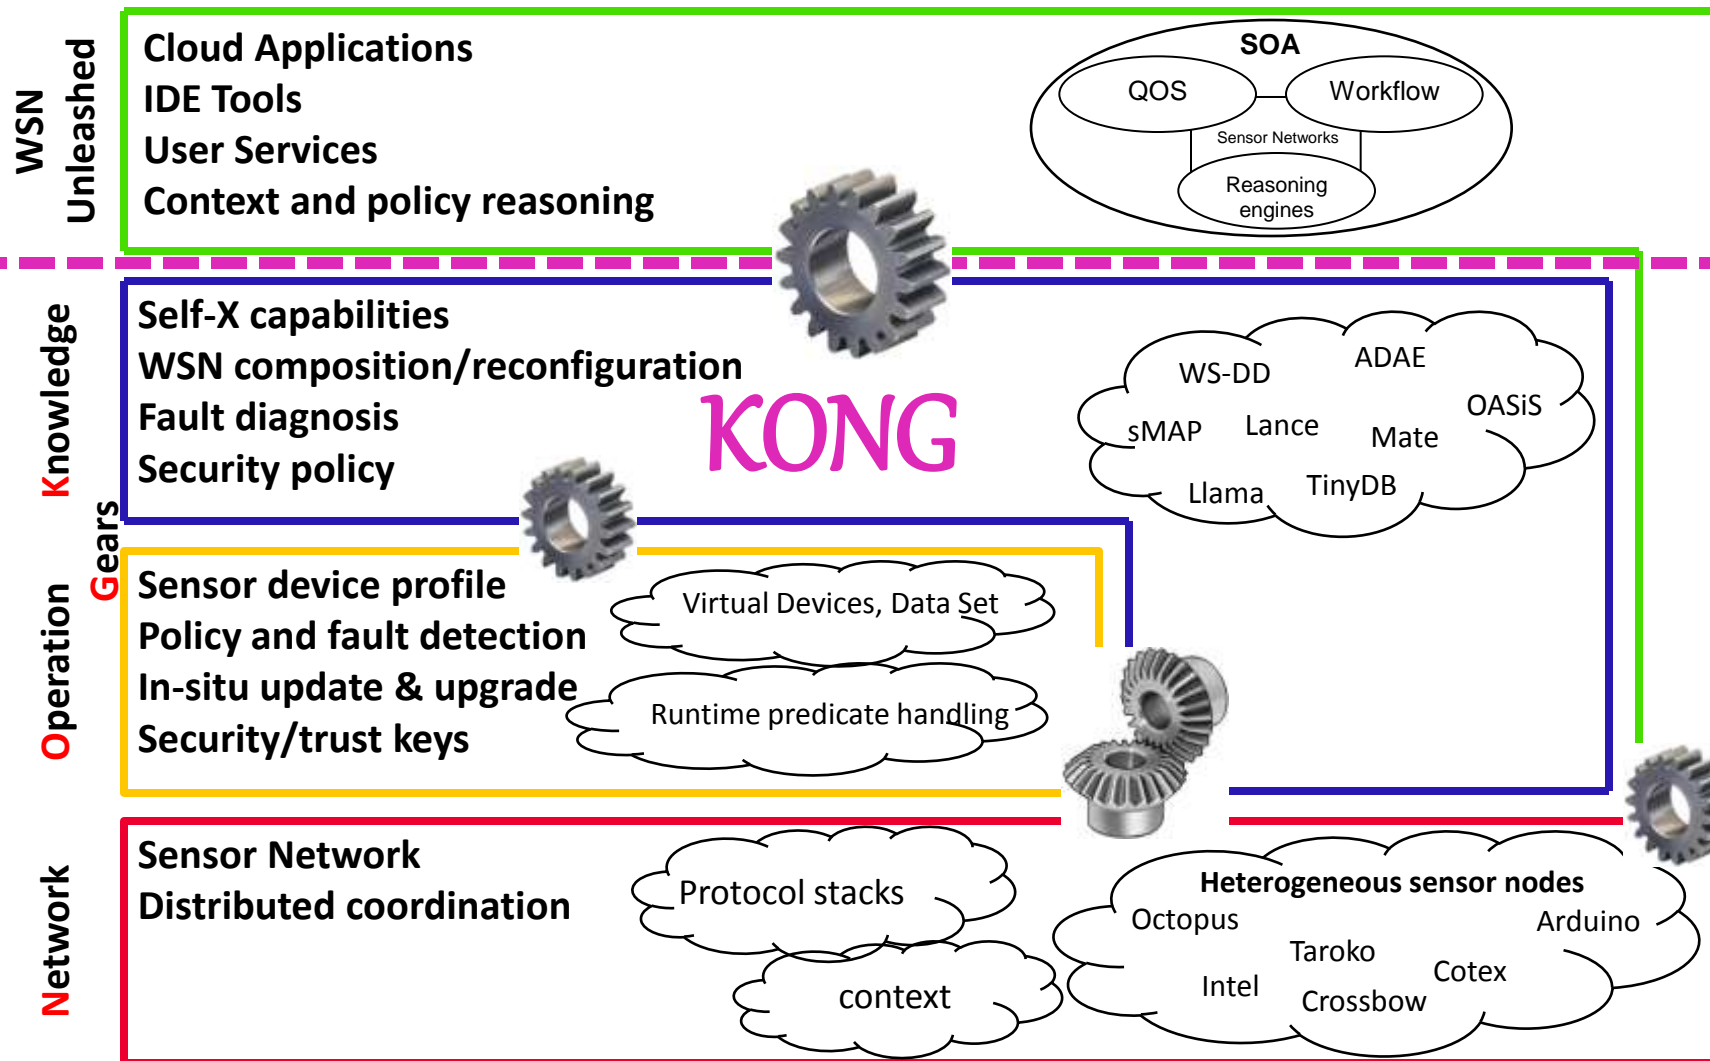 WSN
Unleashed
Cloud Applications
IDE Tools
User Services
Context and policy reasoning
SOA
QOS
Workflow
Sensor Networks
Reasoning
engines
Knowledge
Self-X capabilities
WSN composition/reconfiguration
Fault diagnosis
Security policy
KONG
WS-DD
ADAE
OASiS
sMAP
Lance
Mate
Llama
TinyDB
Gears
Operation
Sensor device profile
Policy and fault detection
In-situ update & upgrade
Security/trust keys
Virtual Devices, Data Set
Runtime predicate handling
Network
Sensor Network
Distributed coordination
Protocol stacks
context
Heterogeneous sensor nodes
Octopus
Arduino
Taroko
Cotex
Intel
Crossbow